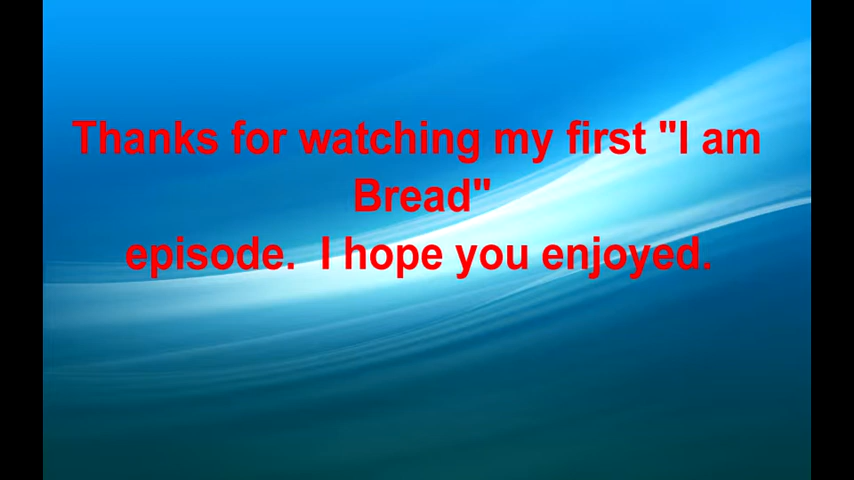 Thanks for watching my first "I am
Bread"
episode.  I hope you enjoyed.